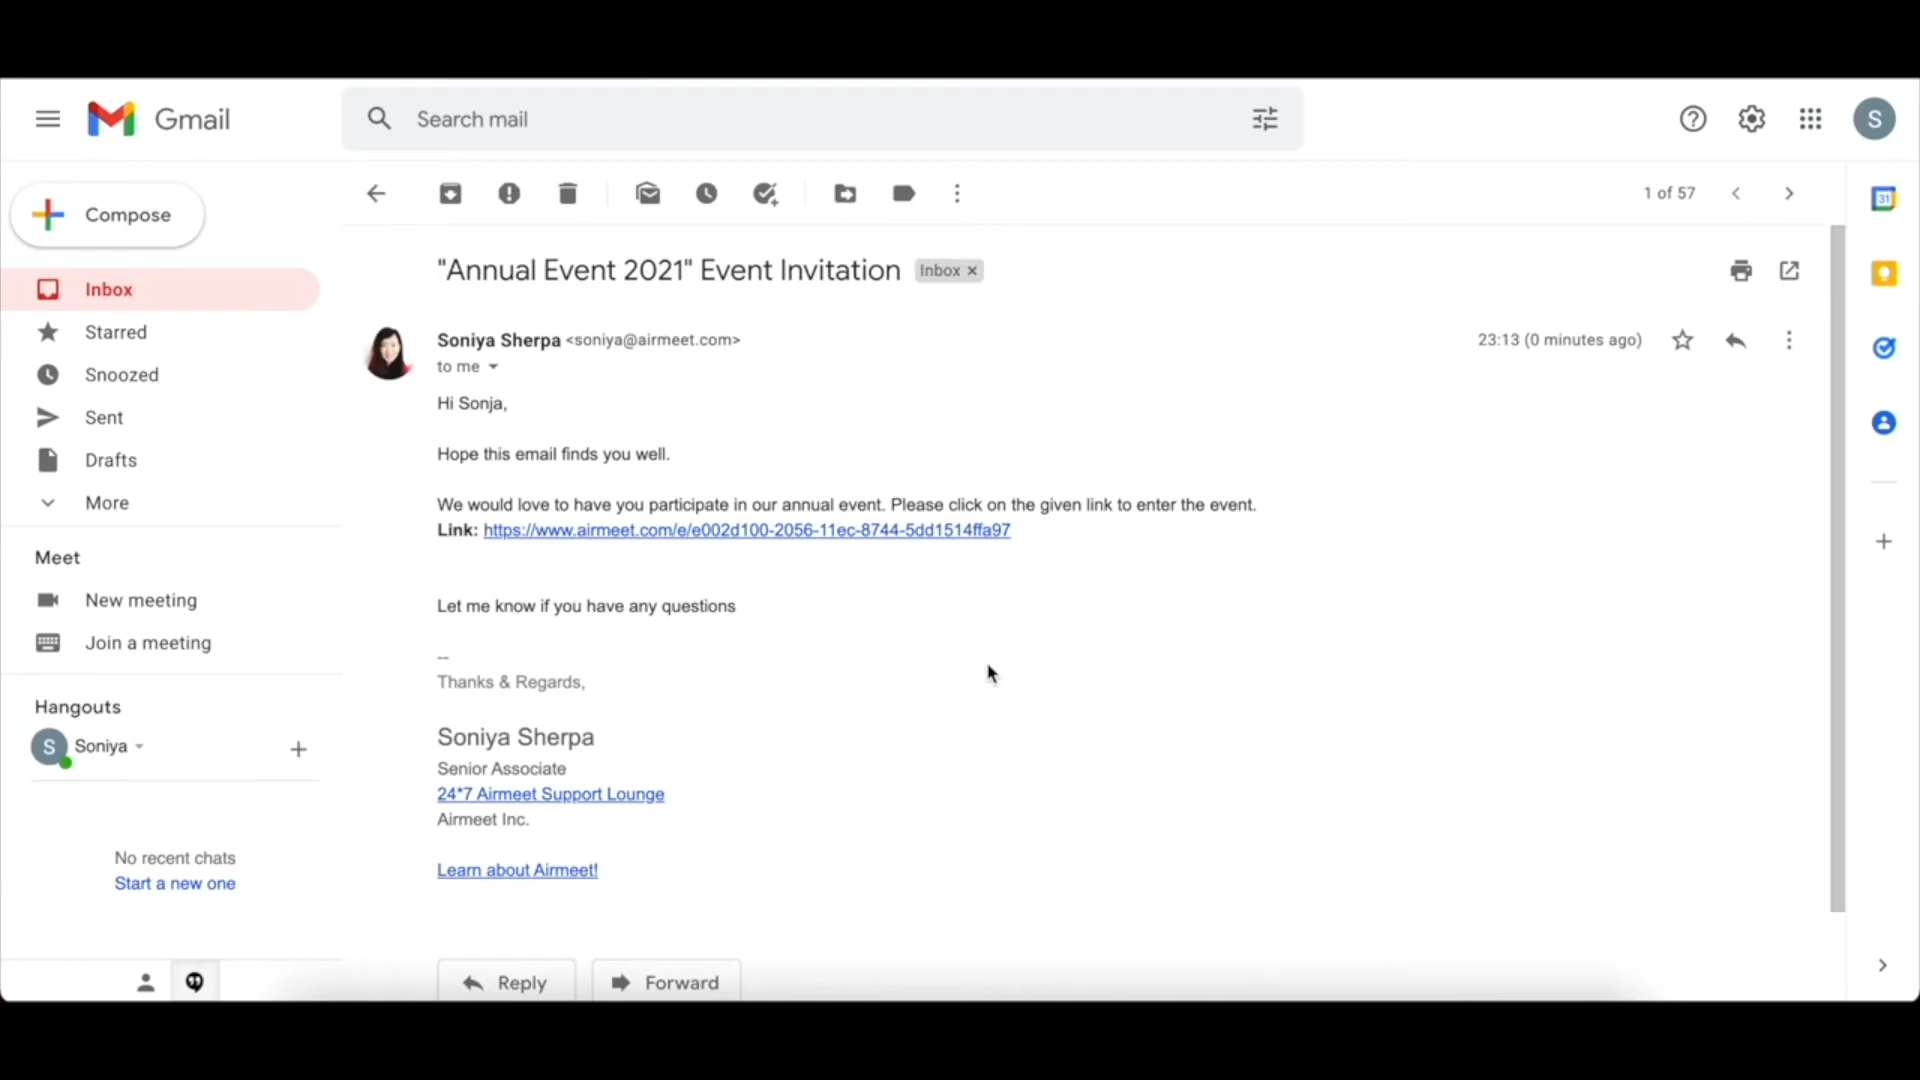 Gmail
Search mail
S
Compose
1 of 57
31
Inbox
Starred
Snoozed
Sent
Drafts
More
Meet
New meeting
Join a meeting
Hangouts
S
Soniya
No recent chats
Start a new one
"Annual Event 2021" Event Invitation
Inbox ×
Soniya Sherpa <soniya@airmeet.com>
23:13 (0 minutes ago)
to me
Hi Sonja,
Hope this email finds you well.
We would love to have you participate in our annual event. Please click on the given link to enter the event.
Link: https://www.airmeet.com/e/e002d100-2056-11ec-8744-5dd1514ffa97
Let me know if you have any questions
--
Thanks & Regards,
Soniya Sherpa
Senior Associate
24*7 Airmeet Support Lounge
Airmeet Inc.
Learn about Airmeet!
Reply
Forward